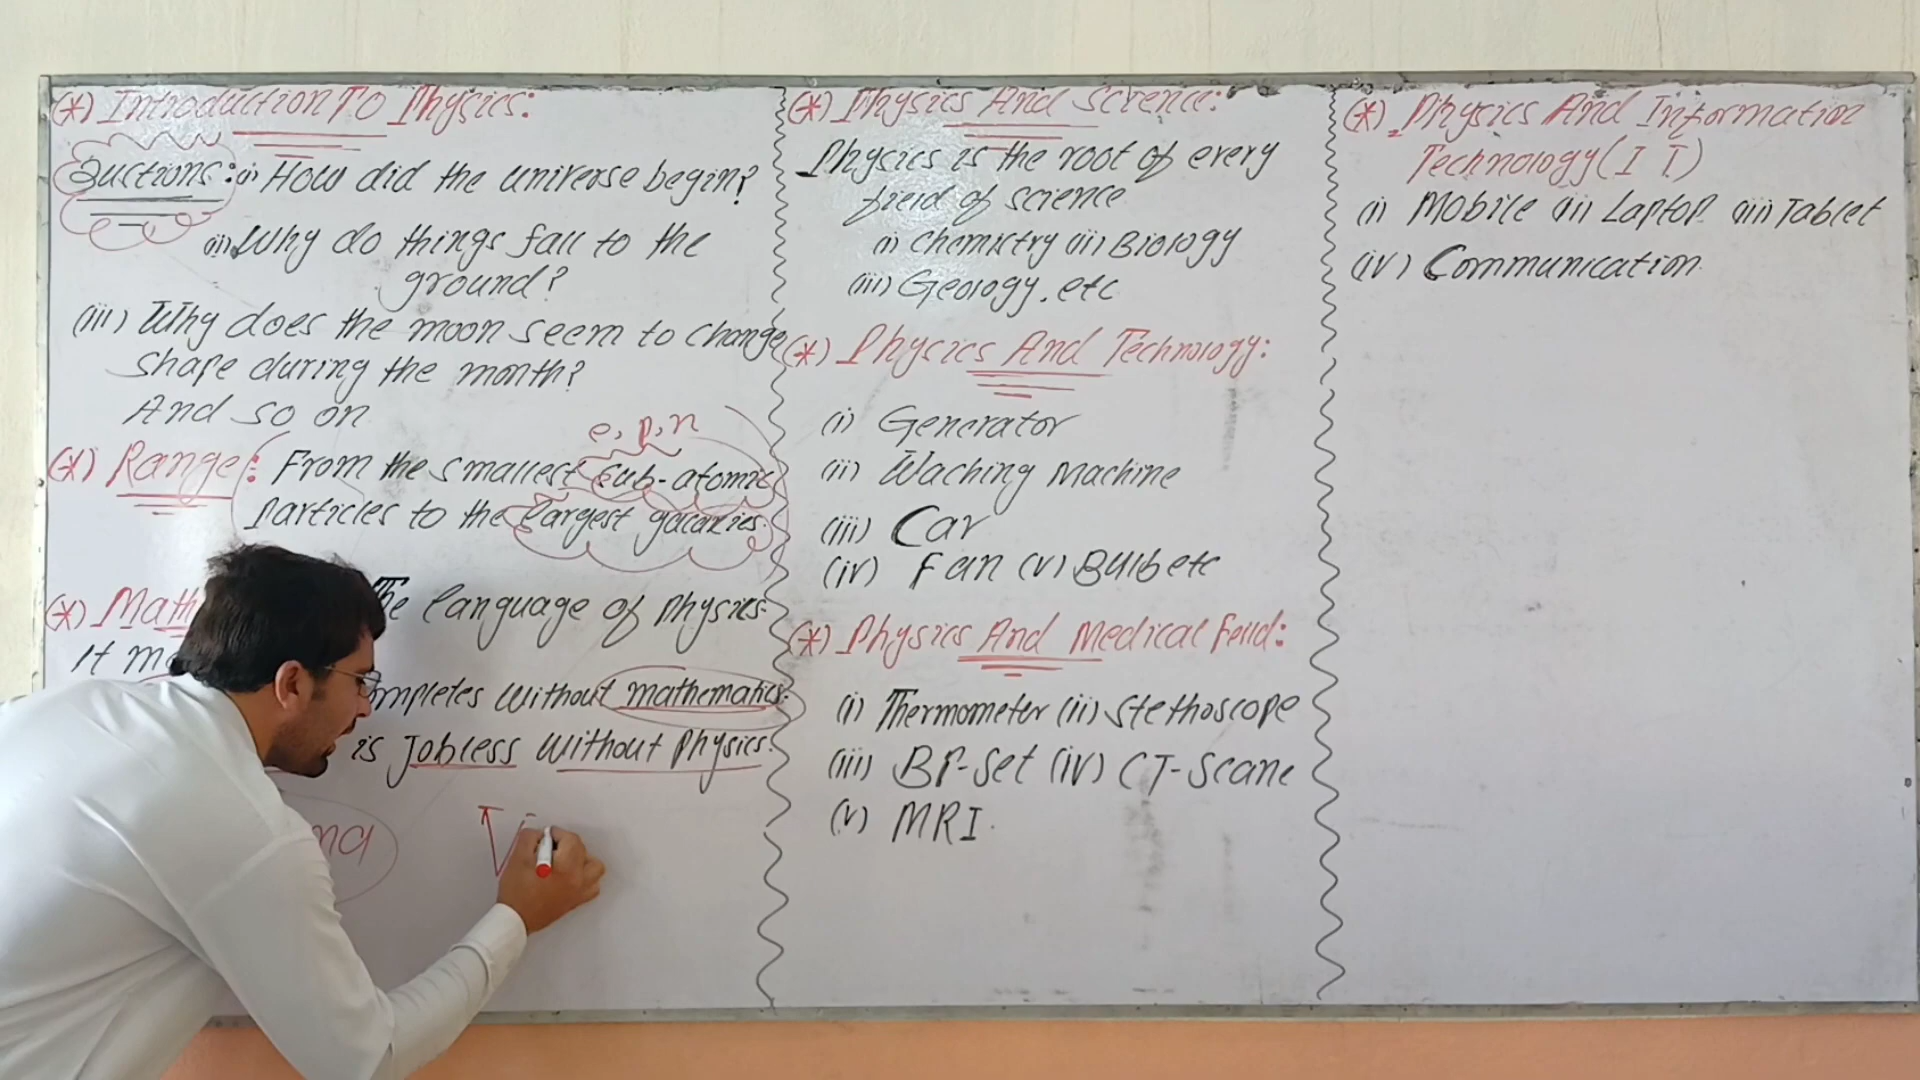 (*) Introduction To Physics:
Quctions: (i) How did the universe begin?
(ii) Why do things fall to the
ground?
(iii) Why does the moon seem to change
shape during the month?
And so on
e, p, n
(*) Range: From the smallest sub-atomic
particles to the largest galaxies.
(*) Math The language of physics.
It
mpletes without mathematics.
is Jobless without physics.
ma
V
(*) Physics And Science:
Physics is the root of every
field of science
(i) Chemistry (ii) Biology
(iii) Geology, etc
(*) Physics And Technology:
(i) Generator
(ii) Waching Machine
(iii) Car
(iv) Fan (v) Bulb etc
(*) Physics And Medical Feild:
(i) Thermometer (ii) Stethoscope
(iii) BP-Set (iv) CT-Scane
(v) MRI.
(*) Physics And Information
Technology (I T)
(i) Mobile (ii) Laptop (iii) Tablet
(iv) Communication.